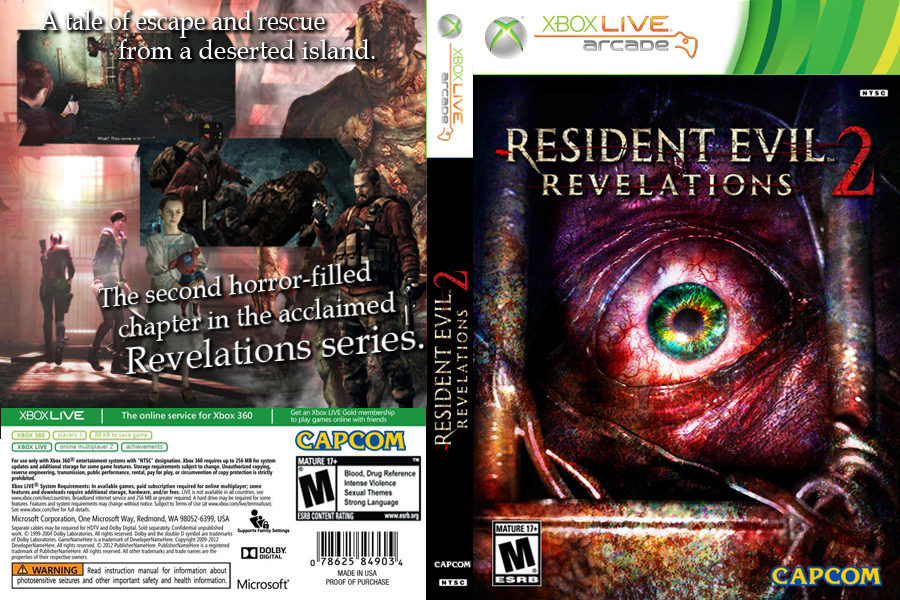 A tale of escape and rescue
from a deserted island.
What? They came in b
The second horror-filled
chapter in the acclaimed
Revelations series.
XBOX LIVE
The online service for Xbox 360
Get an Xbox LIVE Gold membership
to play games online with friends
XBOX 360
players 1
88 KB to save game
XBOX LIVE
online multiplayer 2
achievements
For use only with Xbox 360® entertainment systems with "NTSC" designation. Xbox 360 requires up to 256 MB for system
updates and additional storage for some game features. Storage requirements subject to change. Unauthorized copying,
reverse engineering, transmission, public performance, rental, pay for play, or circumvention of copy protection is strictly
prohibited.
Xbox LIVE® System Requirements: In available games, paid subscription required for online multiplayer; some
features and downloads require additional storage, hardware, and/or fees. LIVE is not available in all countries, see
www.xbox.com/live/countries. Broadband internet service and 256 MB or greater required. A hard drive may be required for some
features. Features and system requirements may change without notice. Subject to Terms of Use (at www.xbox.com/live/termsofuse).
See www.xbox.com/live for full details.
Microsoft Corporation, One Microsoft Way, Redmond, WA 98052-6399, USA
Separate cables may be required for HDTV and Dolby Digital. Sold separately. Confidential unpublished
work. © 1999-2004 Dolby Laboratories. All rights reserved. Dolby and the double-D symbol are trademarks
of Dolby Laboratories. GameNameHere is a trademark of DeveloperNameHere. Copyright 2009-2012
DeveloperNameHere. All rights reserved. © 2012 PublisherNameHere. PublisherNameHere is a registered
trademark of PublisherNameHere. All rights reserved. All other trademarks and trade names are the
properties of their respective owners.
WARNING
Read instruction manual for information about
photosensitive seizures and other important safety and health information.
Supports Family Settings
DOLBY
DIGITAL
Microsoft®
CAPCOM
MATURE 17+
M
®
Blood, Drug Reference
Intense Violence
Sexual Themes
Strong Language
ESRB CONTENT RATING
www.esrb.org
0 78625 84903 4
MADE IN USA
PROOF OF PURCHASE
XBOX LIVE
arcade
RESIDENT EVIL 2
REVELATIONS
CAPCOM
NTSC
XBOX LIVE
arcade
NTSC
RESIDENT EVIL™ 2
REVELATIONS
MATURE 17+
M
ESRB
CAPCOM